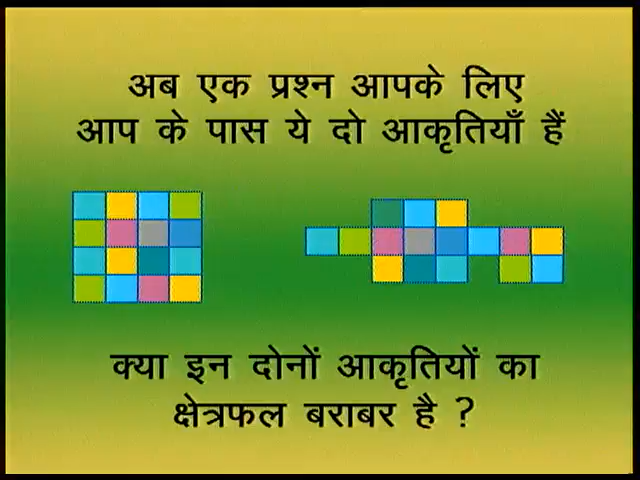 अब एक प्रश्न आपके लिए
आप के पास ये दो आकृतियाँ हैं
क्या इन दोनों आकृतियों का
क्षेत्रफल बराबर है ?